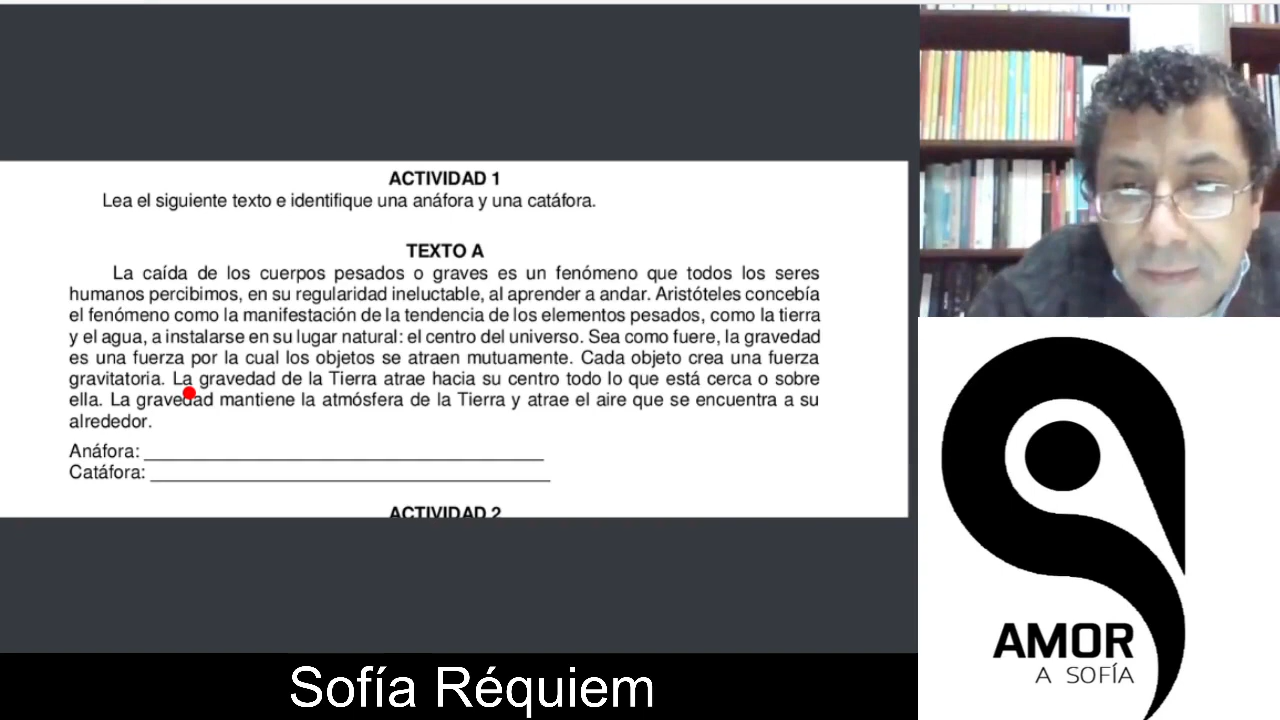 ACTIVIDAD 1
Lea el siguiente texto e identifique una anáfora y una catáfora.
TEXTO A
La caída de los cuerpos pesados o graves es un fenómeno que todos los seres
humanos percibimos, en su regularidad ineluctable, al aprender a andar. Aristóteles concebía
el fenómeno como la manifestación de la tendencia de los elementos pesados, como la tierra
y el agua, a instalarse en su lugar natural: el centro del universo. Sea como fuere, la gravedad
es una fuerza por la cual los objetos se atraen mutuamente. Cada objeto crea una fuerza
gravitatoria. La gravedad de la Tierra atrae hacia su centro todo lo que está cerca o sobre
ella. La gravedad mantiene la atmósfera de la Tierra y atrae el aire que se encuentra a su
alrededor.
Anáfora:
Catáfora:
ACTIVIDAD 2
Sofía Réquiem
AMOR
A SOFÍA